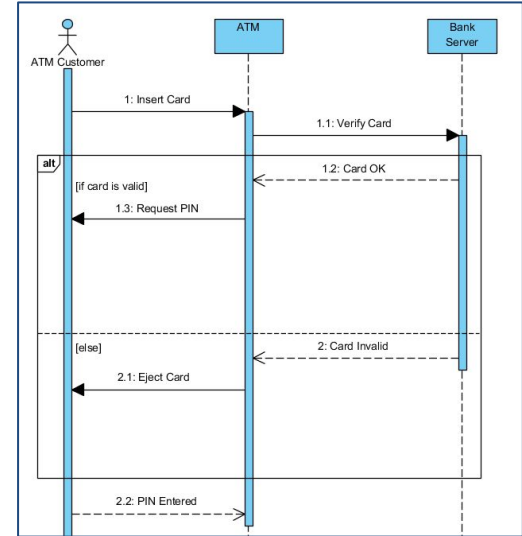 ATM
Bank
Server
ATM Customer
1: Insert Card
1.1: Verify Card
alt
1.2: Card OK
[if card is valid]
1.3: Request PIN
[else]
2: Card Invalid
2.1: Eject Card
2.2: PIN Entered